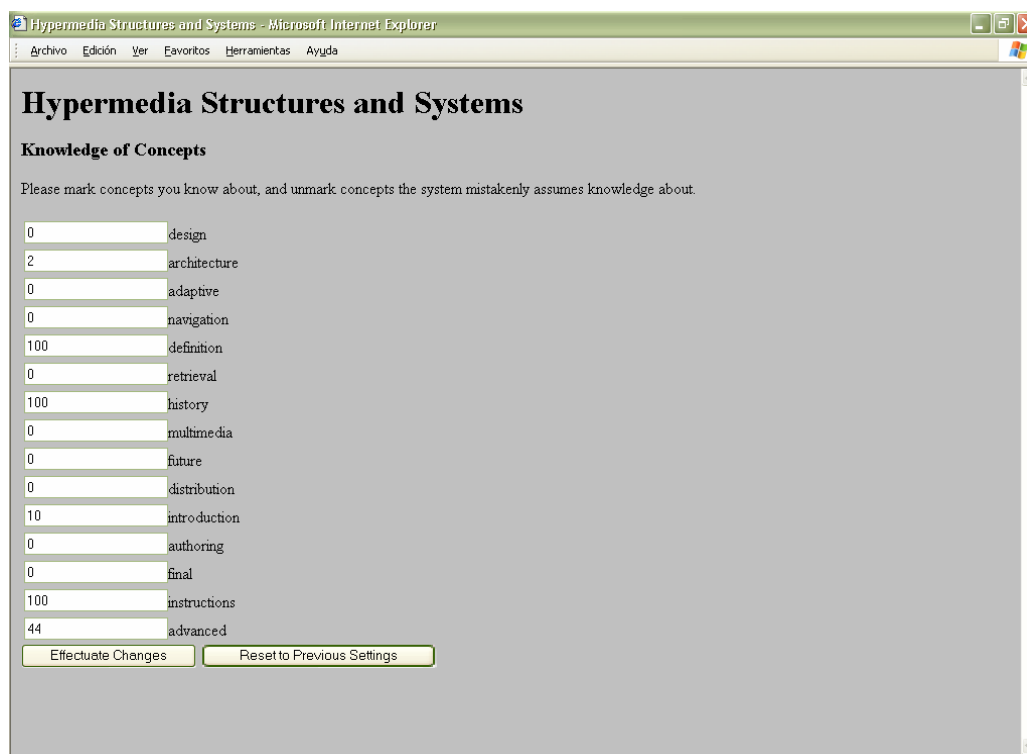 Hypermedia Structures and Systems - Microsoft Internet Explorer
Archivo Edición Ver Favoritos Herramientas Ayuda
Hypermedia Structures and Systems
Knowledge of Concepts
Please mark concepts you know about, and unmark concepts the system mistakenly assumes knowledge about.
0 design
2 architecture
0 adaptive
0 navigation
100 definition
0 retrieval
100 history
0 multimedia
0 future
0 distribution
10 introduction
0 authoring
0 final
100 instructions
44 advanced
Effectuate Changes Reset to Previous Settings